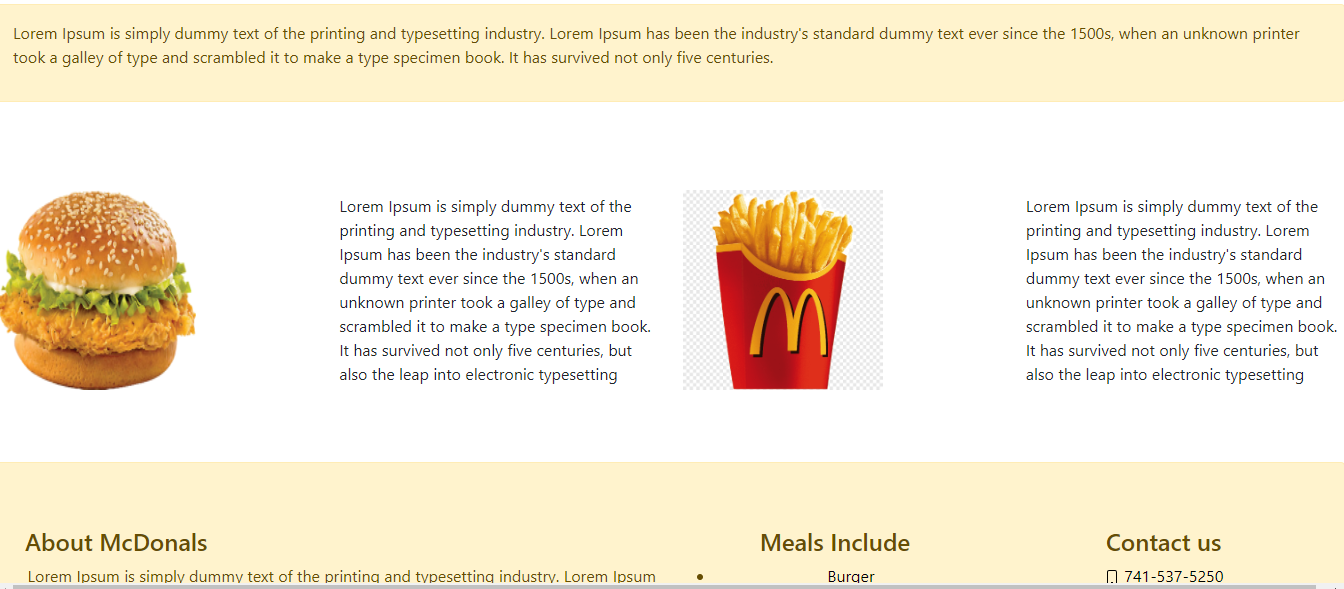 Lorem Ipsum is simply dummy text of the printing and typesetting industry. Lorem Ipsum has been the industry's standard dummy text ever since the 1500s, when an unknown printer
took a galley of type and scrambled it to make a type specimen book. It has survived not only five centuries.
Lorem Ipsum is simply dummy text of the
printing and typesetting industry. Lorem
Ipsum has been the industry's standard
dummy text ever since the 1500s, when an
unknown printer took a galley of type and
scrambled it to make a type specimen book.
It has survived not only five centuries, but
also the leap into electronic typesetting
Lorem Ipsum is simply dummy text of the
printing and typesetting industry. Lorem
Ipsum has been the industry's standard
dummy text ever since the 1500s, when an
unknown printer took a galley of type and
scrambled it to make a type specimen book.
It has survived not only five centuries, but
also the leap into electronic typesetting
About McDonals
Lorem Ipsum is simply dummy text of the printing and typesetting industry. Lorem Ipsum
Meals Include
• Burger
Contact us
741-537-5250